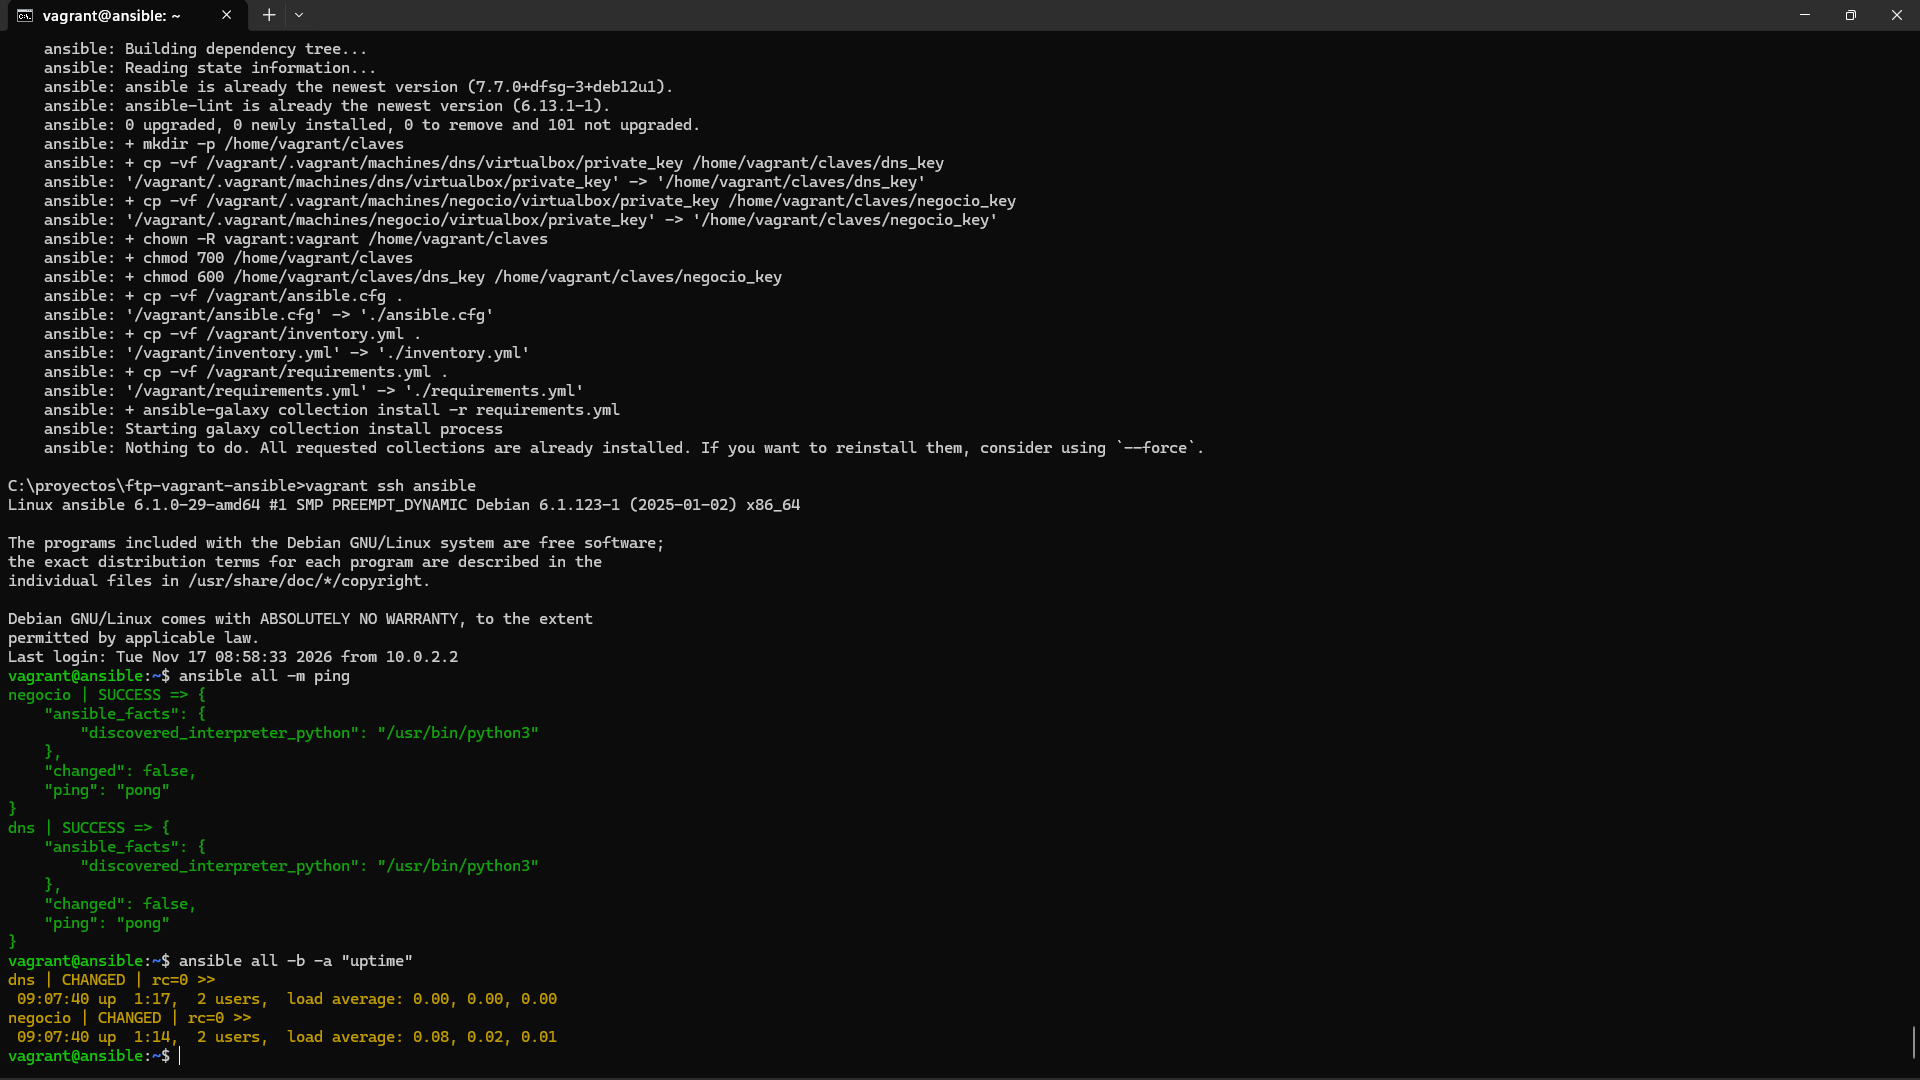 vagrant@ansible: ~
    ansible: Building dependency tree...
    ansible: Reading state information...
    ansible: ansible is already the newest version (7.7.0+dfsg-3+deb12u1).
    ansible: ansible-lint is already the newest version (6.13.1-1).
    ansible: 0 upgraded, 0 newly installed, 0 to remove and 101 not upgraded.
    ansible: + mkdir -p /home/vagrant/claves
    ansible: + cp -vf /vagrant/.vagrant/machines/dns/virtualbox/private_key /home/vagrant/claves/dns_key
    ansible: '/vagrant/.vagrant/machines/dns/virtualbox/private_key' -> '/home/vagrant/claves/dns_key'
    ansible: + cp -vf /vagrant/.vagrant/machines/negocio/virtualbox/private_key /home/vagrant/claves/negocio_key
    ansible: '/vagrant/.vagrant/machines/negocio/virtualbox/private_key' -> '/home/vagrant/claves/negocio_key'
    ansible: + chown -R vagrant:vagrant /home/vagrant/claves
    ansible: + chmod 700 /home/vagrant/claves
    ansible: + chmod 600 /home/vagrant/claves/dns_key /home/vagrant/claves/negocio_key
    ansible: + cp -vf /vagrant/ansible.cfg .
    ansible: '/vagrant/ansible.cfg' -> './ansible.cfg'
    ansible: + cp -vf /vagrant/inventory.yml .
    ansible: '/vagrant/inventory.yml' -> './inventory.yml'
    ansible: + cp -vf /vagrant/requirements.yml .
    ansible: '/vagrant/requirements.yml' -> './requirements.yml'
    ansible: + ansible-galaxy collection install -r requirements.yml
    ansible: Starting galaxy collection install process
    ansible: Nothing to do. All requested collections are already installed. If you want to reinstall them, consider using `--force`.
C:\proyectos\ftp-vagrant-ansible>vagrant ssh ansible
Linux ansible 6.1.0-29-amd64 #1 SMP PREEMPT_DYNAMIC Debian 6.1.123-1 (2025-01-02) x86_64
The programs included with the Debian GNU/Linux system are free software;
the exact distribution terms for each program are described in the
individual files in /usr/share/doc/*/copyright.
Debian GNU/Linux comes with ABSOLUTELY NO WARRANTY, to the extent
permitted by applicable law.
Last login: Tue Nov 17 08:58:33 2026 from 10.0.2.2
vagrant@ansible:~$ ansible all -m ping
negocio | SUCCESS => {
    "ansible_facts": {
        "discovered_interpreter_python": "/usr/bin/python3"
    },
    "changed": false,
    "ping": "pong"
}
dns | SUCCESS => {
    "ansible_facts": {
        "discovered_interpreter_python": "/usr/bin/python3"
    },
    "changed": false,
    "ping": "pong"
}
vagrant@ansible:~$ ansible all -b -a "uptime"
dns | CHANGED | rc=0 >>
 09:07:40 up  1:17,  2 users,  load average: 0.00, 0.00, 0.00
negocio | CHANGED | rc=0 >>
 09:07:40 up  1:14,  2 users,  load average: 0.08, 0.02, 0.01
vagrant@ansible:~$